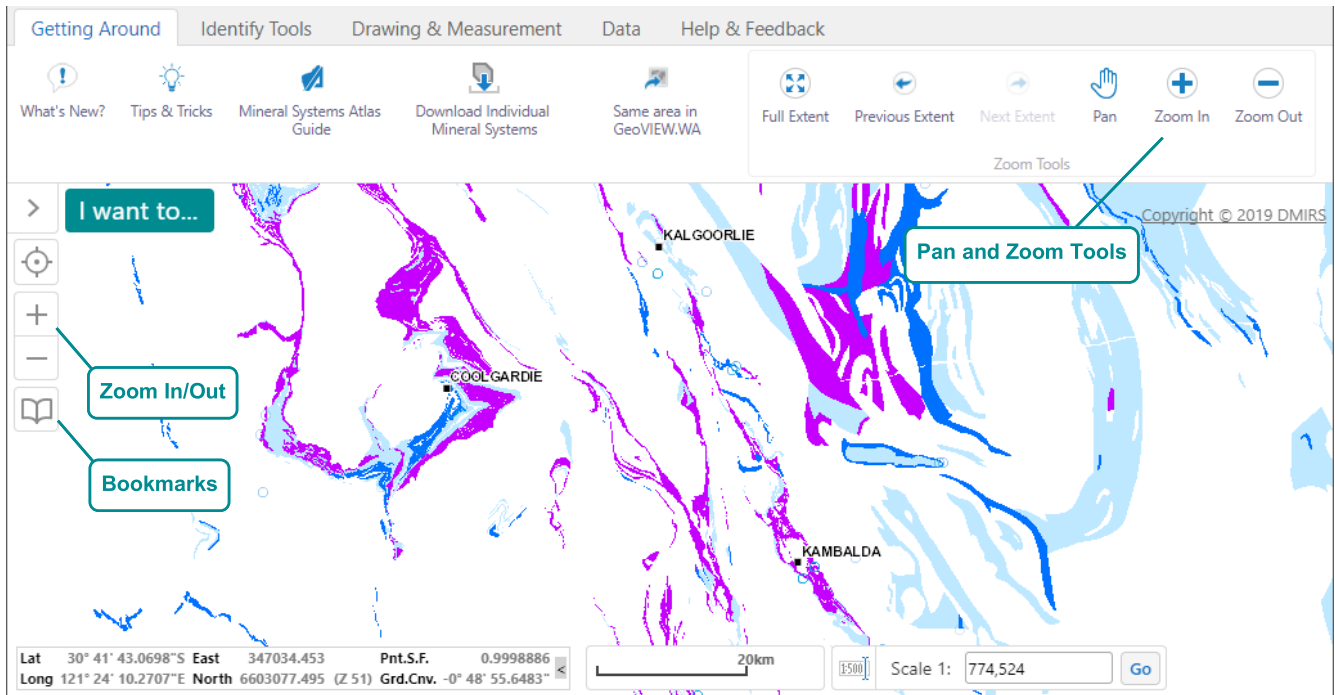 Getting Around Identify Tools Drawing & Measurement Data Help & Feedback
What's New? Tips & Tricks Mineral Systems Atlas Download Individual Same area in Full Extent Previous Extent Next Extent Pan Zoom In Zoom Out
Guide Mineral Systems GeoVIEW.WA
Zoom Tools
I want to...
Copyright © 2019 DMIRS
KALGOORLIE
Pan and Zoom Tools
COOLGARDIE
Zoom In/Out
Bookmarks
KAMBALDA
Lat 30° 41' 43.0698"S East 347034.453 Pnt.S.F. 0.9998886 <
Long 121° 24' 10.2707"E North 6603077.495 (Z 51) Grd.Cnv. -0° 48' 55.6483"
20km
1:500 Scale 1: 774,524 Go